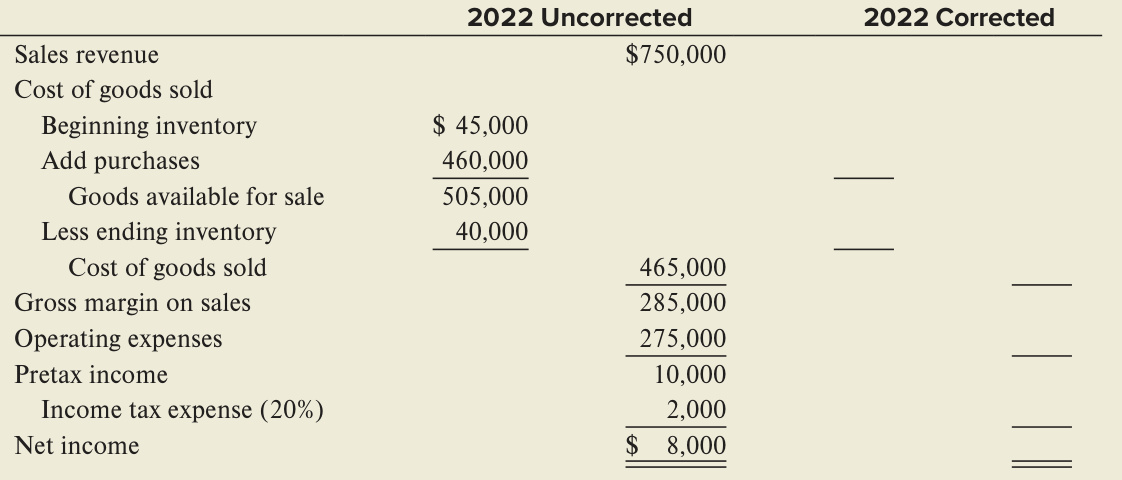 2022 Uncorrected 2022 Corrected
Sales revenue $750,000
Cost of goods sold
Beginning inventory $ 45,000
Add purchases 460,000
Goods available for sale 505,000
Less ending inventory 40,000
Cost of goods sold 465,000
Gross margin on sales 285,000
Operating expenses 275,000
Pretax income 10,000
Income tax expense (20%) 2,000
Net income $ 8,000